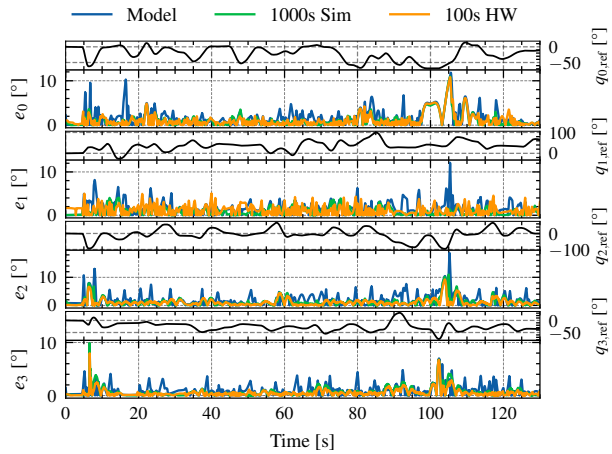 Model 1000s Sim 100s HW
0
−50
q0,ref
10
0
e0 [°]
100
0
q1,ref
10
0
e1 [°]
0
−100
q2,ref
10
0
e2 [°]
0
−50
q3,ref
10
0
e3 [°]
0 20 40 60 80 100 120
Time [s]